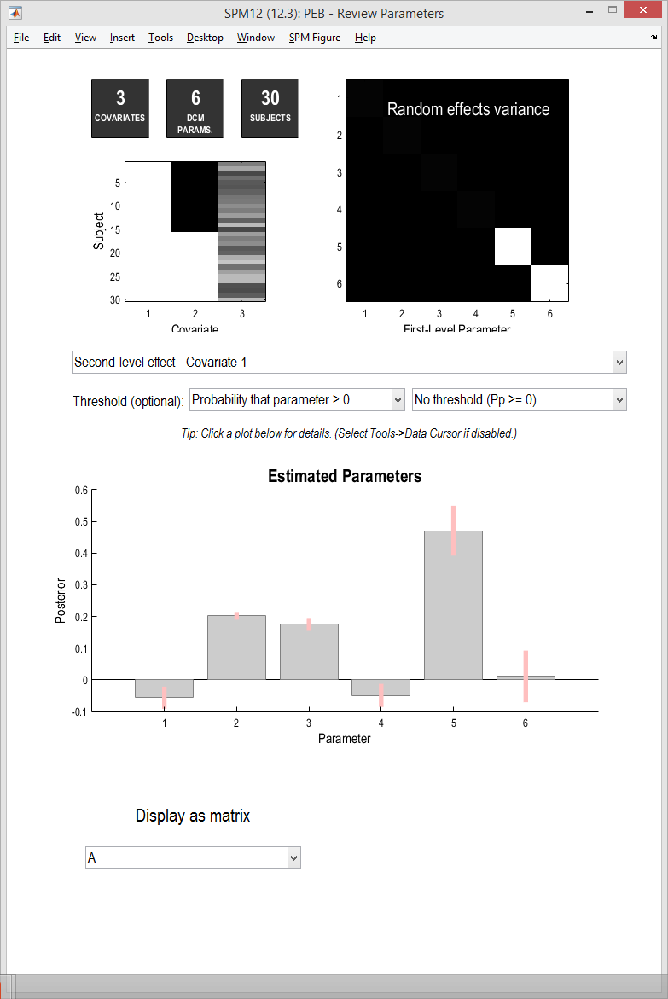 SPM12 (12.3): PEB - Review Parameters
File Edit View Insert Tools Desktop Window SPM Figure Help
3 6 30
COVARIATES DCM PARAMS. SUBJECTS
Random effects variance
1
2
3
4
5
6
1 2 3 4 5 6
First-Level Parameter
Subject
5
10
15
20
25
30
1 2 3
Covariate
Second-level effect - Covariate 1
Threshold (optional): Probability that parameter > 0 No threshold (Pp >= 0)
Tip: Click a plot below for details. (Select Tools->Data Cursor if disabled.)
Estimated Parameters
Posterior
0.6
0.5
0.4
0.3
0.2
0.1
0
-0.1
1 2 3 4 5 6
Parameter
Display as matrix
A